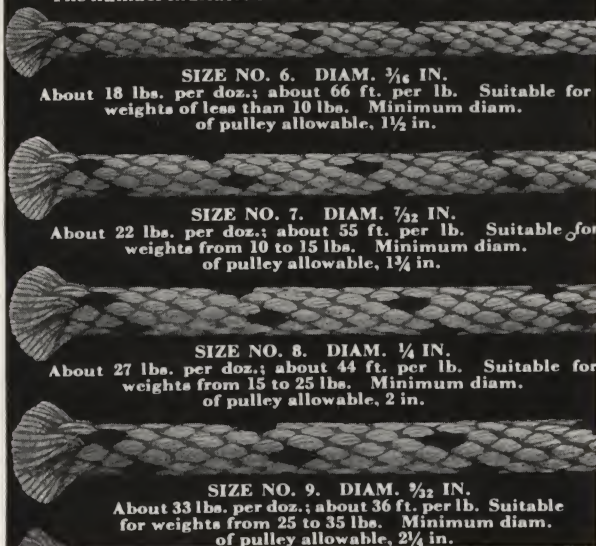 SIZE NO. 6. DIAM. 3/16 IN.
About 18 lbs. per doz.; about 66 ft. per lb. Suitable for
weights of less than 10 lbs. Minimum diam.
of pulley allowable, 1½ in.
SIZE NO. 7. DIAM. 7/32 IN.
About 22 lbs. per doz.; about 55 ft. per lb. Suitable for
weights from 10 to 15 lbs. Minimum diam.
of pulley allowable, 1¾ in.
SIZE NO. 8. DIAM. ¼ IN.
About 27 lbs. per doz.; about 44 ft. per lb. Suitable for
weights from 15 to 25 lbs. Minimum diam.
of pulley allowable, 2 in.
SIZE NO. 9. DIAM. 9/32 IN.
About 33 lbs. per doz.; about 36 ft. per lb. Suitable
for weights from 25 to 35 lbs. Minimum diam.
of pulley allowable, 2¼ in.